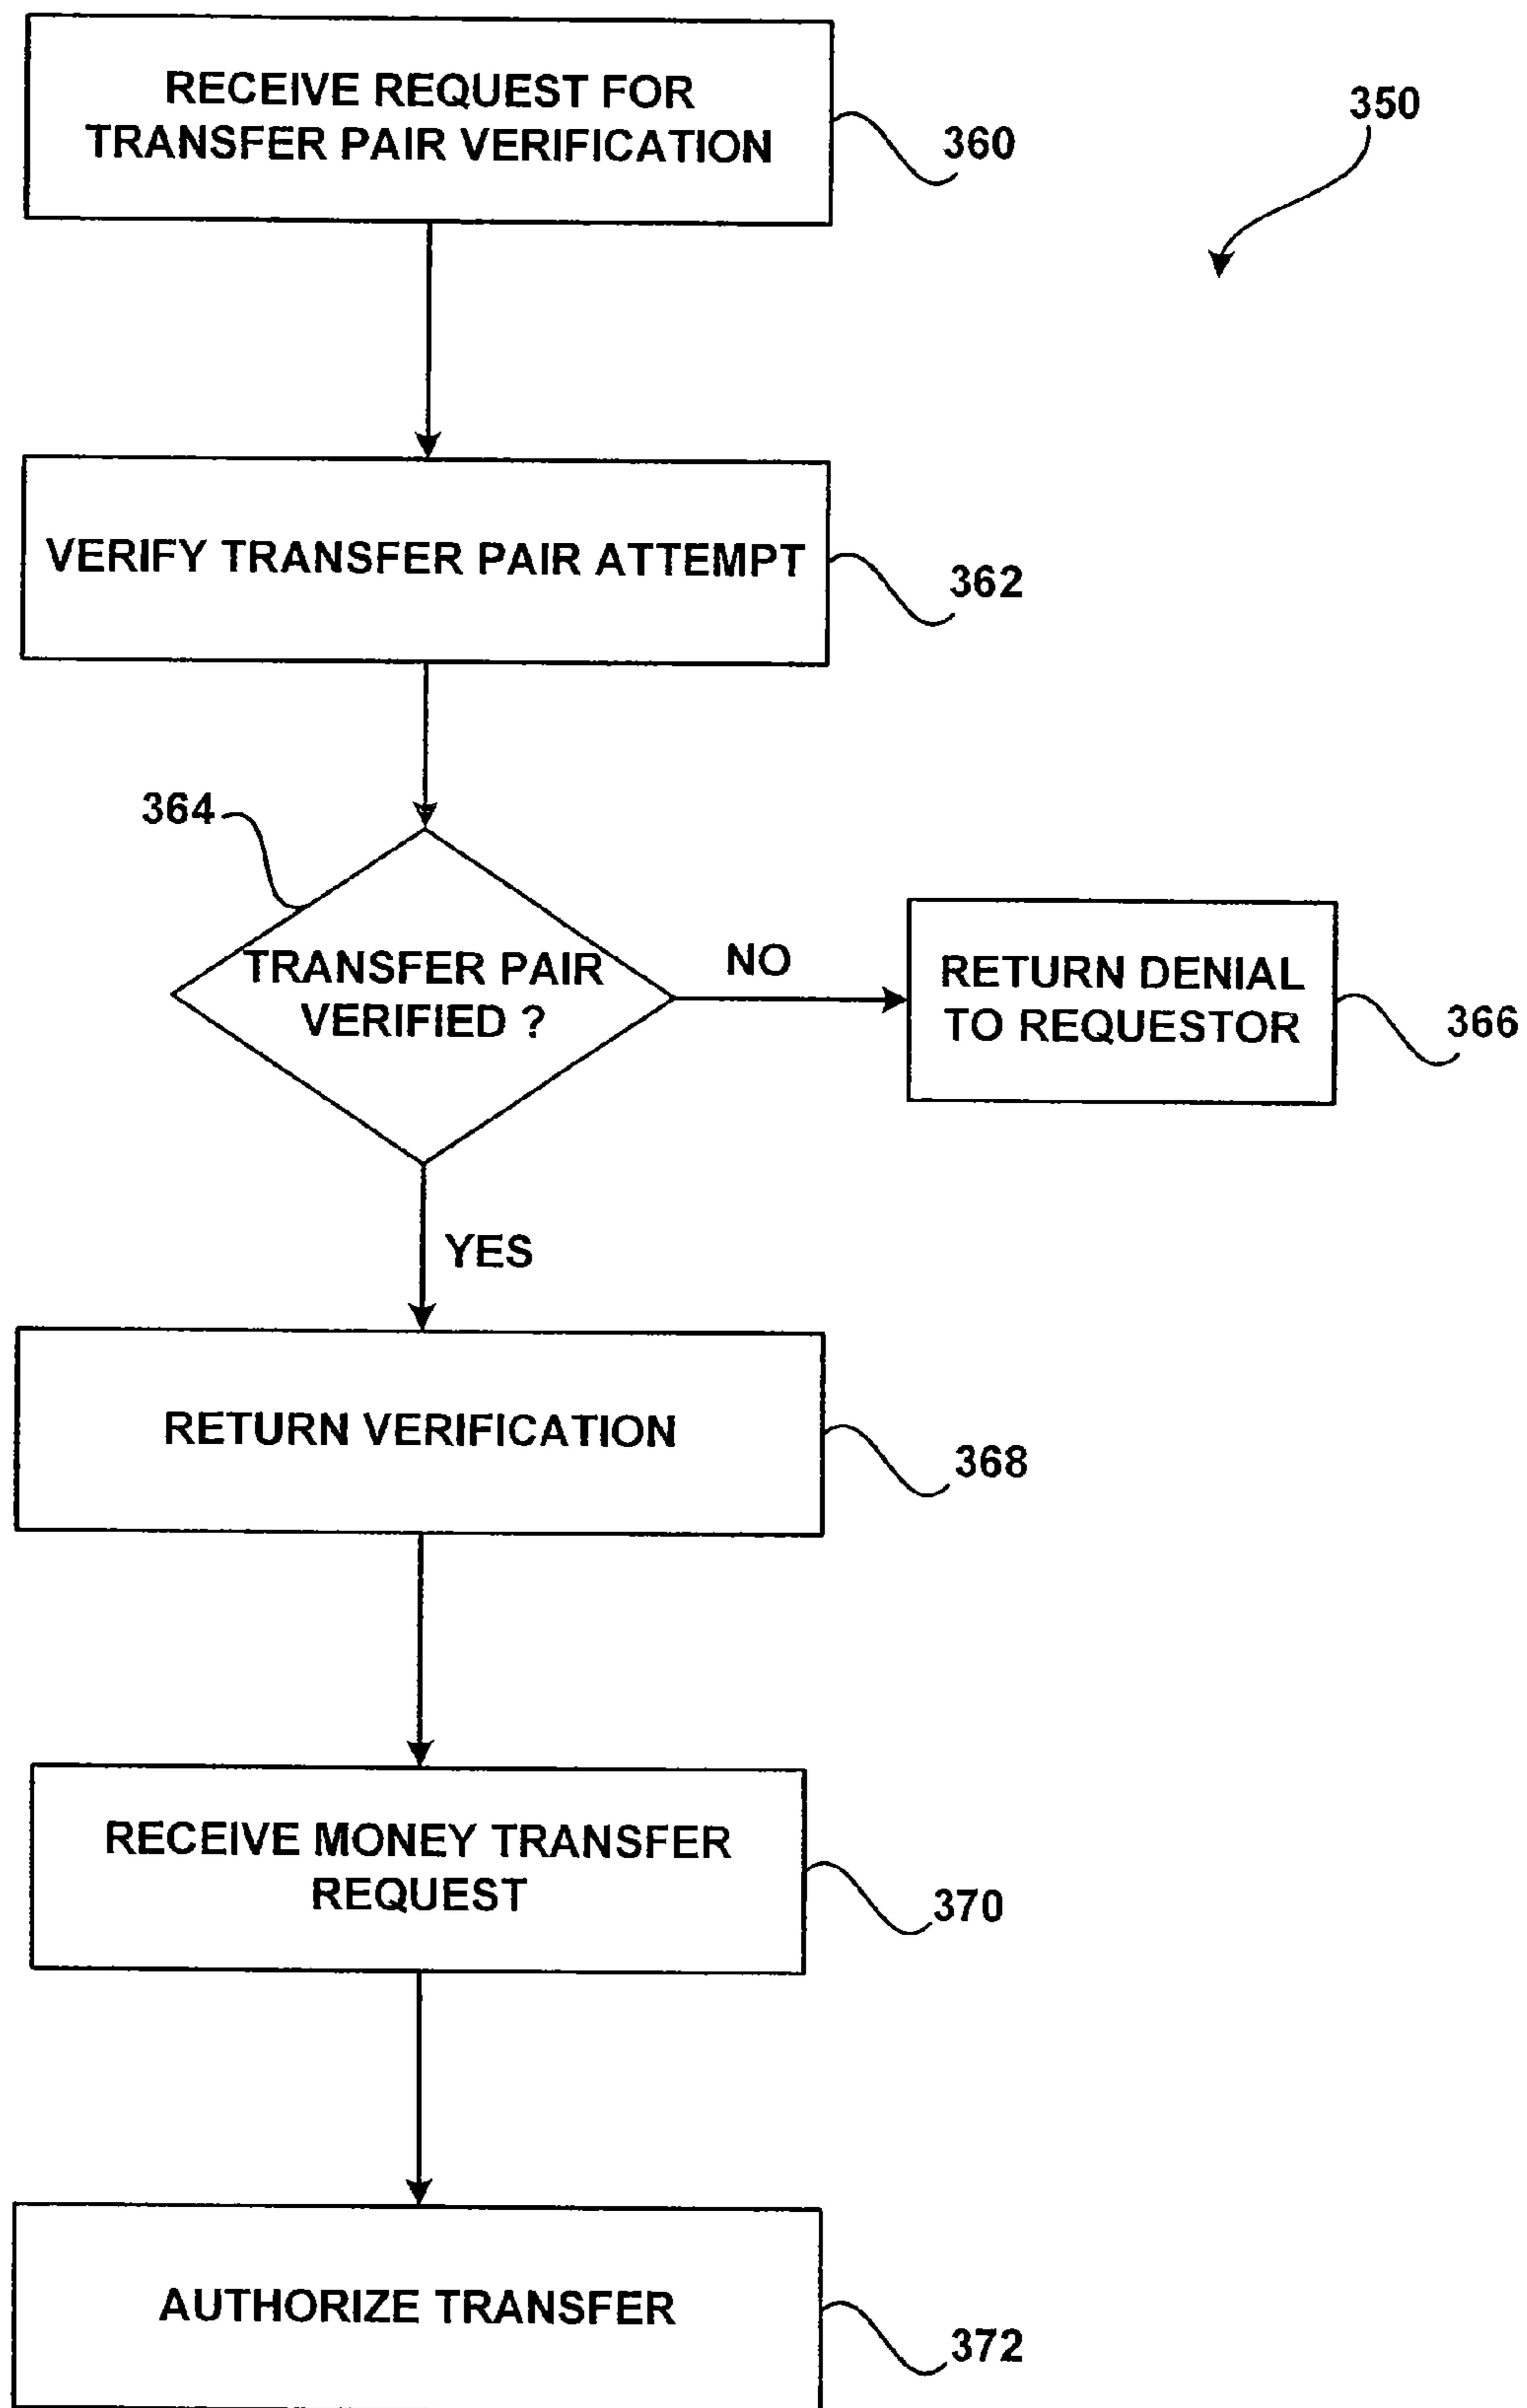 RECEIVE REQUEST FOR
TRANSFER PAIR VERIFICATION
360
350
VERIFY TRANSFER PAIR ATTEMPT
362
364
TRANSFER PAIR
VERIFIED ?
NO
RETURN DENIAL
TO REQUESTOR
366
YES
RETURN VERIFICATION
368
RECEIVE MONEY TRANSFER
REQUEST
370
AUTHORIZE TRANSFER
372